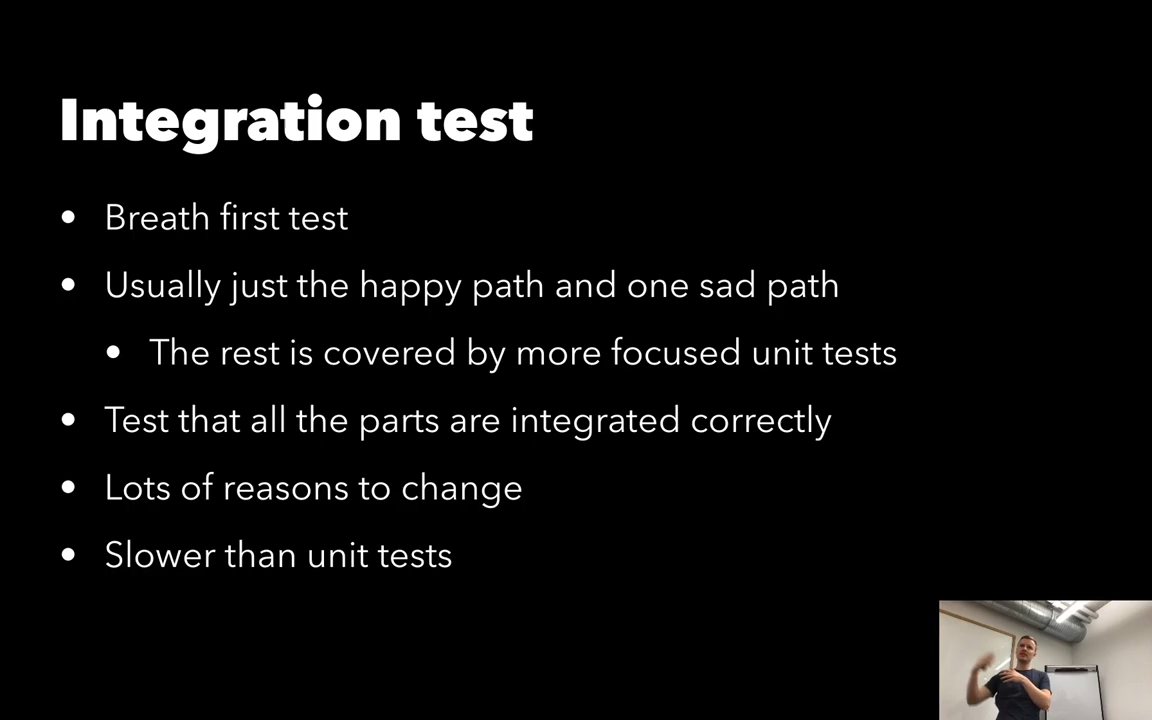 Integration test
• Breath first test
• Usually just the happy path and one sad path
• The rest is covered by more focused unit tests
• Test that all the parts are integrated correctly
• Lots of reasons to change
• Slower than unit tests